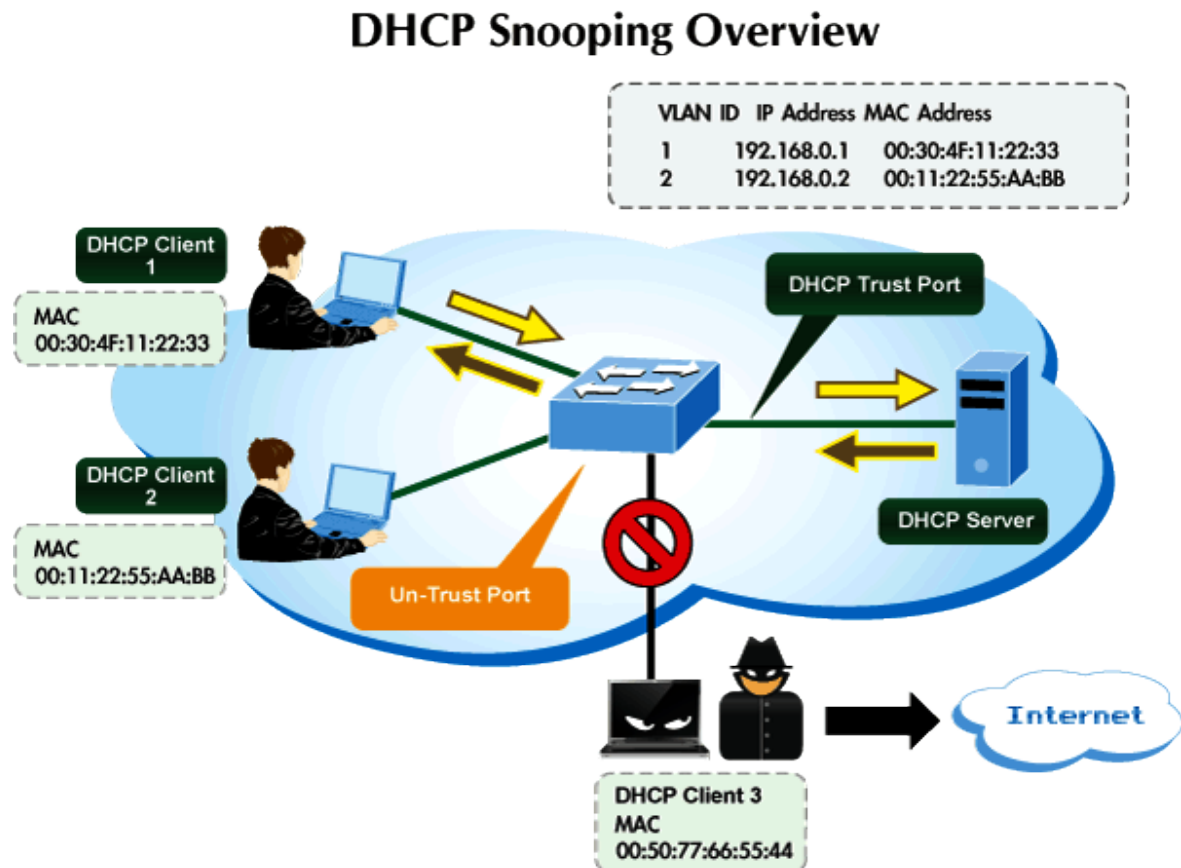 DHCP Snooping Overview
VLAN ID IP Address MAC Address
1 192.168.0.1 00:30:4F:11:22:33
2 192.168.0.2 00:11:22:55:AA:BB
DHCP Client
1
MAC
00:30:4F:11:22:33
DHCP Trust Port
DHCP Client
2
MAC
00:11:22:55:AA:BB
Un-Trust Port
DHCP Server
Internet
DHCP Client 3
MAC
00:50:77:66:55:44